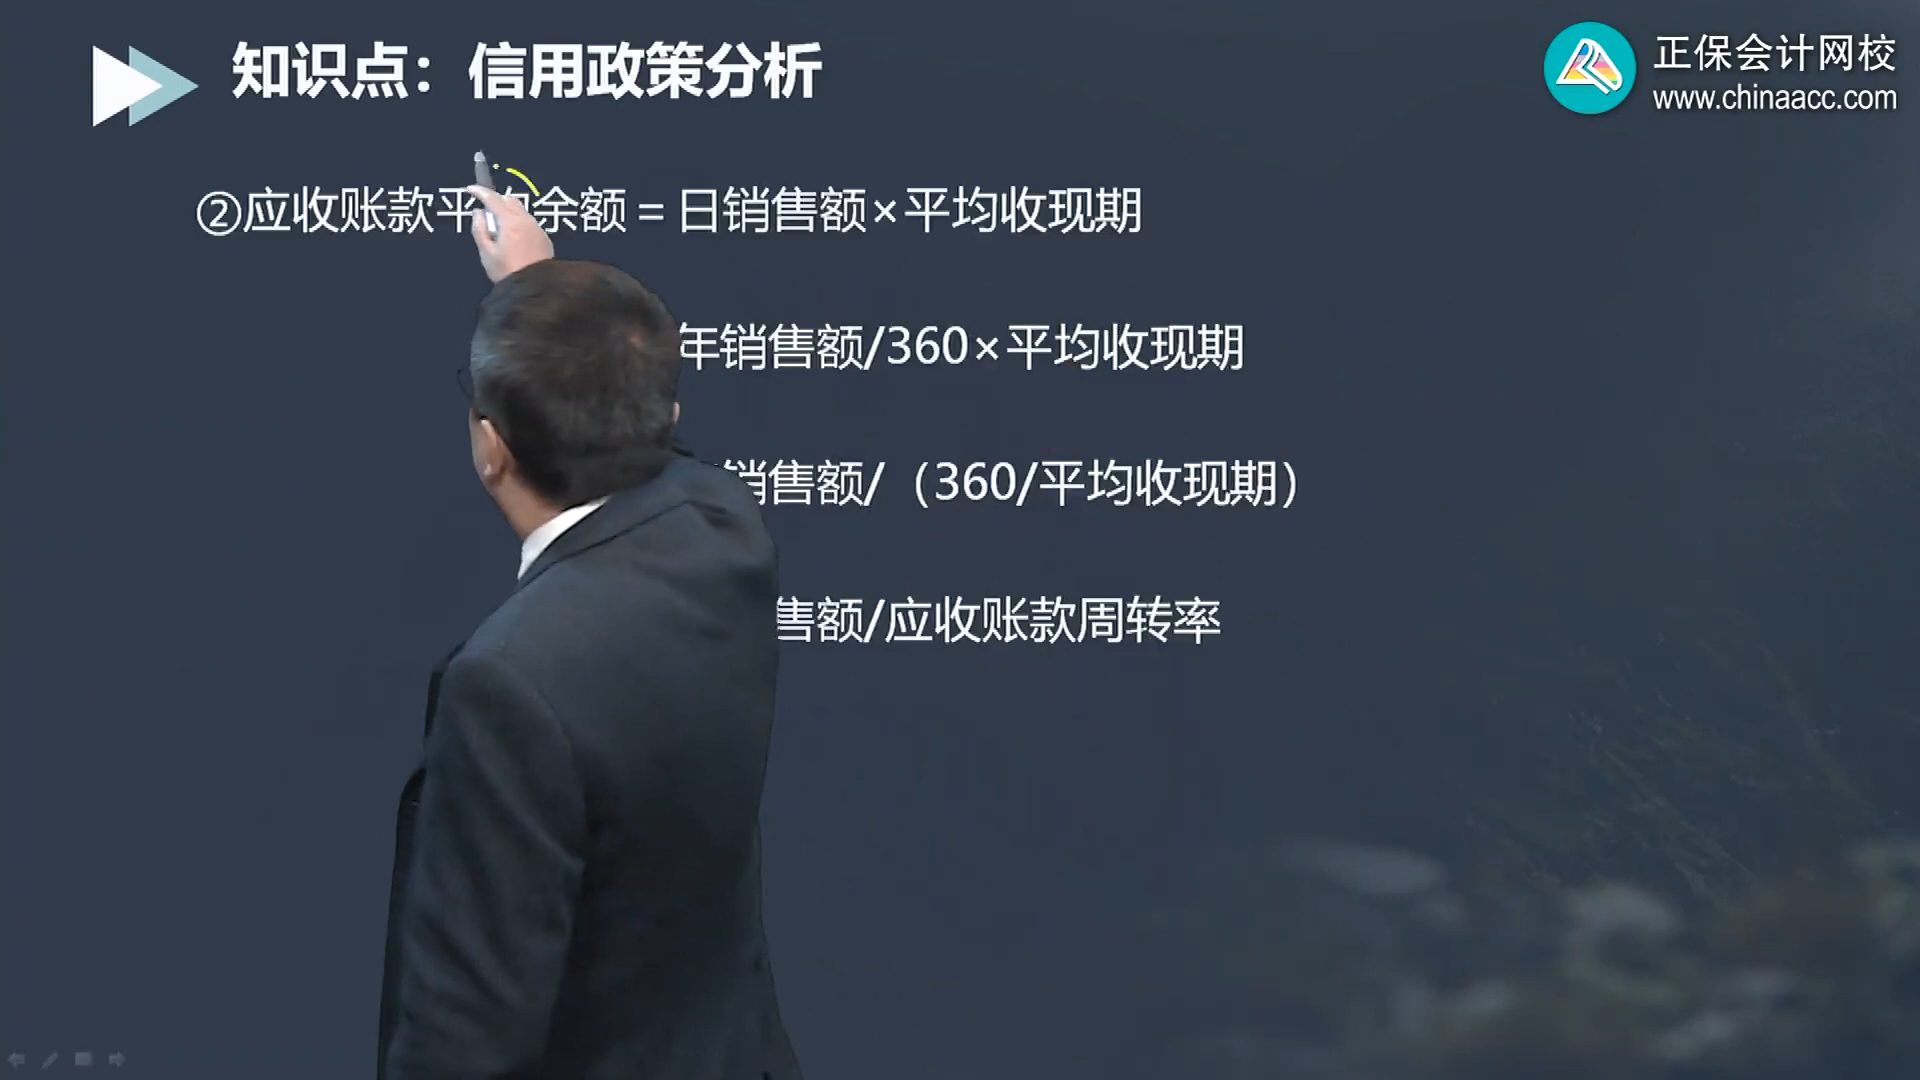 知识点：信用政策分析
正保会计网校
www.chinaacc.com
②应收账款平均余额＝日销售额×平均收现期
年销售额/360×平均收现期
销售额/（360/平均收现期）
售额/应收账款周转率